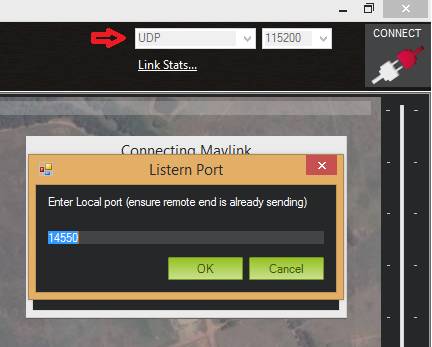 UDP 115200 CONNECT
Link Stats...
Connecting Mavlink
Listern Port
Enter Local port (ensure remote end is already sending)
14550
OK Cancel